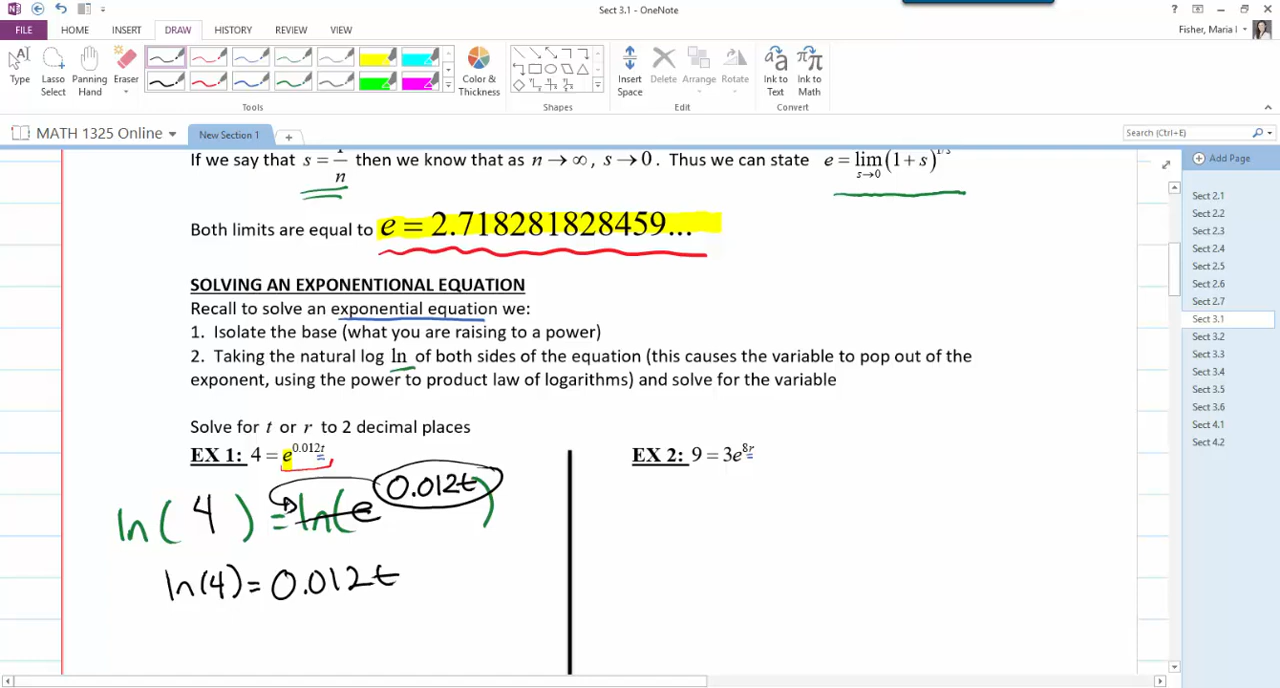 Sect 3.1 - OneNote
FILE HOME INSERT DRAW HISTORY REVIEW VIEW
Fisher, Maria I
Type Lasso Select Panning Hand Eraser
Color & Thickness
Insert Space Delete Arrange Rotate
Ink to Text Ink to Math
Tools Shapes Edit Convert
MATH 1325 Online New Section 1
Search (Ctrl+E)
Add Page
Sect 2.1
Sect 2.2
Sect 2.3
Sect 2.4
Sect 2.5
Sect 2.6
Sect 2.7
Sect 3.1
Sect 3.2
Sect 3.3
Sect 3.4
Sect 3.5
Sect 3.6
Sect 4.1
Sect 4.2
If we say that s = 1/n then we know that as n → ∞, s → 0. Thus we can state e = lim s→0 (1 + s)^1/s
Both limits are equal to e = 2.718281828459...
SOLVING AN EXPONENTIONAL EQUATION
Recall to solve an exponential equation we:
1. Isolate the base (what you are raising to a power)
2. Taking the natural log ln of both sides of the equation (this causes the variable to pop out of the
exponent, using the power to product law of logarithms) and solve for the variable
Solve for t or r to 2 decimal places
EX 1: 4 = e^0.012t
EX 2: 9 = 3e^8r
ln( 4 ) = ln(e^0.012t)
ln(4) = 0.012t